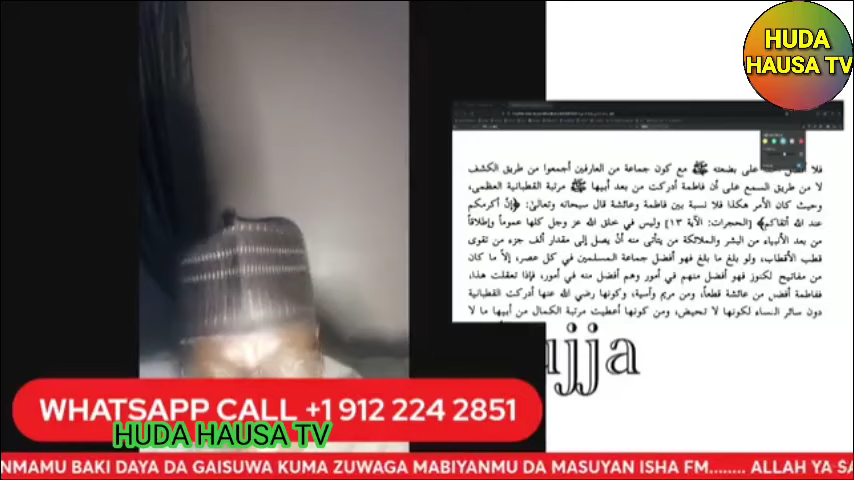 HUDA
HAUSA TV
على بضعته ﷺ مع كون جماعة من العارفين أجمعوا من طريق الكشف
لا من طريق السمع على أن فاطمة أدركت من بعد أبيها ﷺ مرتبة القطبانية العظمى،
وحيث كان الأمر هكذا فلا نسبة بين فاطمة وعائشة قال سبحانه وتعالى: ﴿إن أكرمكم
عند الله أتقاكم﴾ [الحجرات: الآية ١٣] وليس في خلق الله عز وجل كلها عموماً وإطلاقاً
من بعد الأنبياء من البشر والملائكة من يتأتى منه أن يصل إلى مقدار ألف جزء من تقوى
قطب الأقطاب، ولو بلغ ما بلغ فهو أفضل جماعة المسلمين في كل عصر، إلاّ ما كان
من مفاتيح الكنوز فهو أفضل منهم في أمور وهم أفضل منه في أمور، فإذا تعقلت هذا،
ففاطمة أفضل من عائشة قطعاً، ومن مريم وآسية، وكونها رضي الله عنها أدركت القطبانية
دون سائر النساء لكونها لا تحيض، ومن كونها أعطيت مرتبة الكمال من أبيها ما لا
ujja
WHATSAPP CALL +1 912 224 2851
HUDA HAUSA TV
NMAMU BAKI DAYA DA GAISUWA KUMA ZUWAGA MABIYANMU DA MASUYAN ISHA FM........ ALLAH YA SA